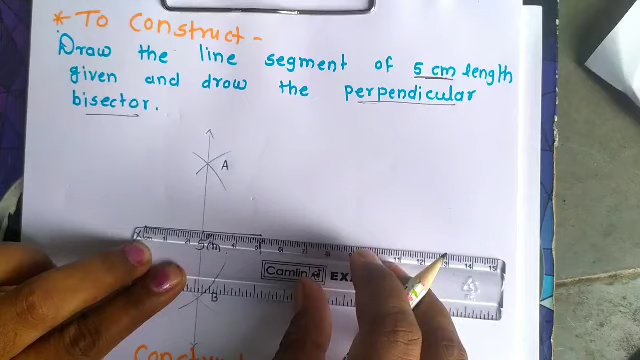 * To Construct -
Draw the line segment of 5 cm length
given and draw the perpendicular
bisector.
A
5cm
Camlin
B